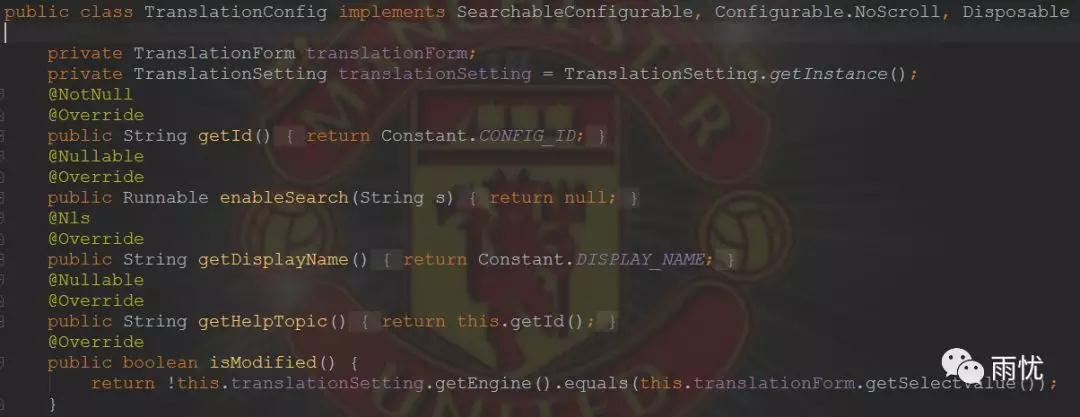 public class TranslationConfig implements SearchableConfigurable, Configurable.NoScroll, Disposable
private TranslationForm translationForm;
private TranslationSetting translationSetting = TranslationSetting.getInstance();
@NotNull
@Override
public String getId() { return Constant.CONFIG_ID; }
@Nullable
@Override
public Runnable enableSearch(String s) { return null; }
@Nls
@Override
public String getDisplayName() { return Constant.DISPLAY_NAME; }
@Nullable
@Override
public String getHelpTopic() { return this.getId(); }
@Override
public boolean isModified() {
return !this.translationSetting.getEngine().equals(this.translationForm.getSelectValue());
}
MANCHESTER
UNITED
雨忧